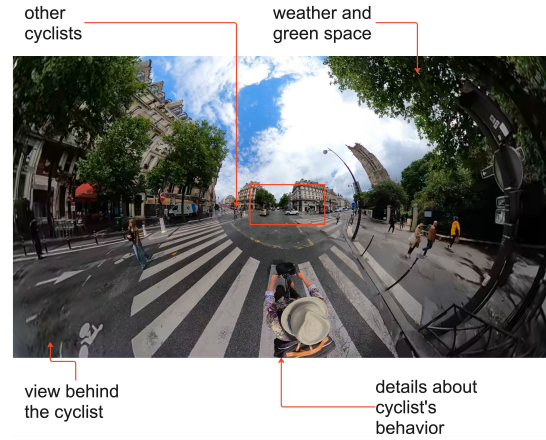 other
cyclists
weather and
green space
view behind
the cyclist
details about
cyclist's
behavior